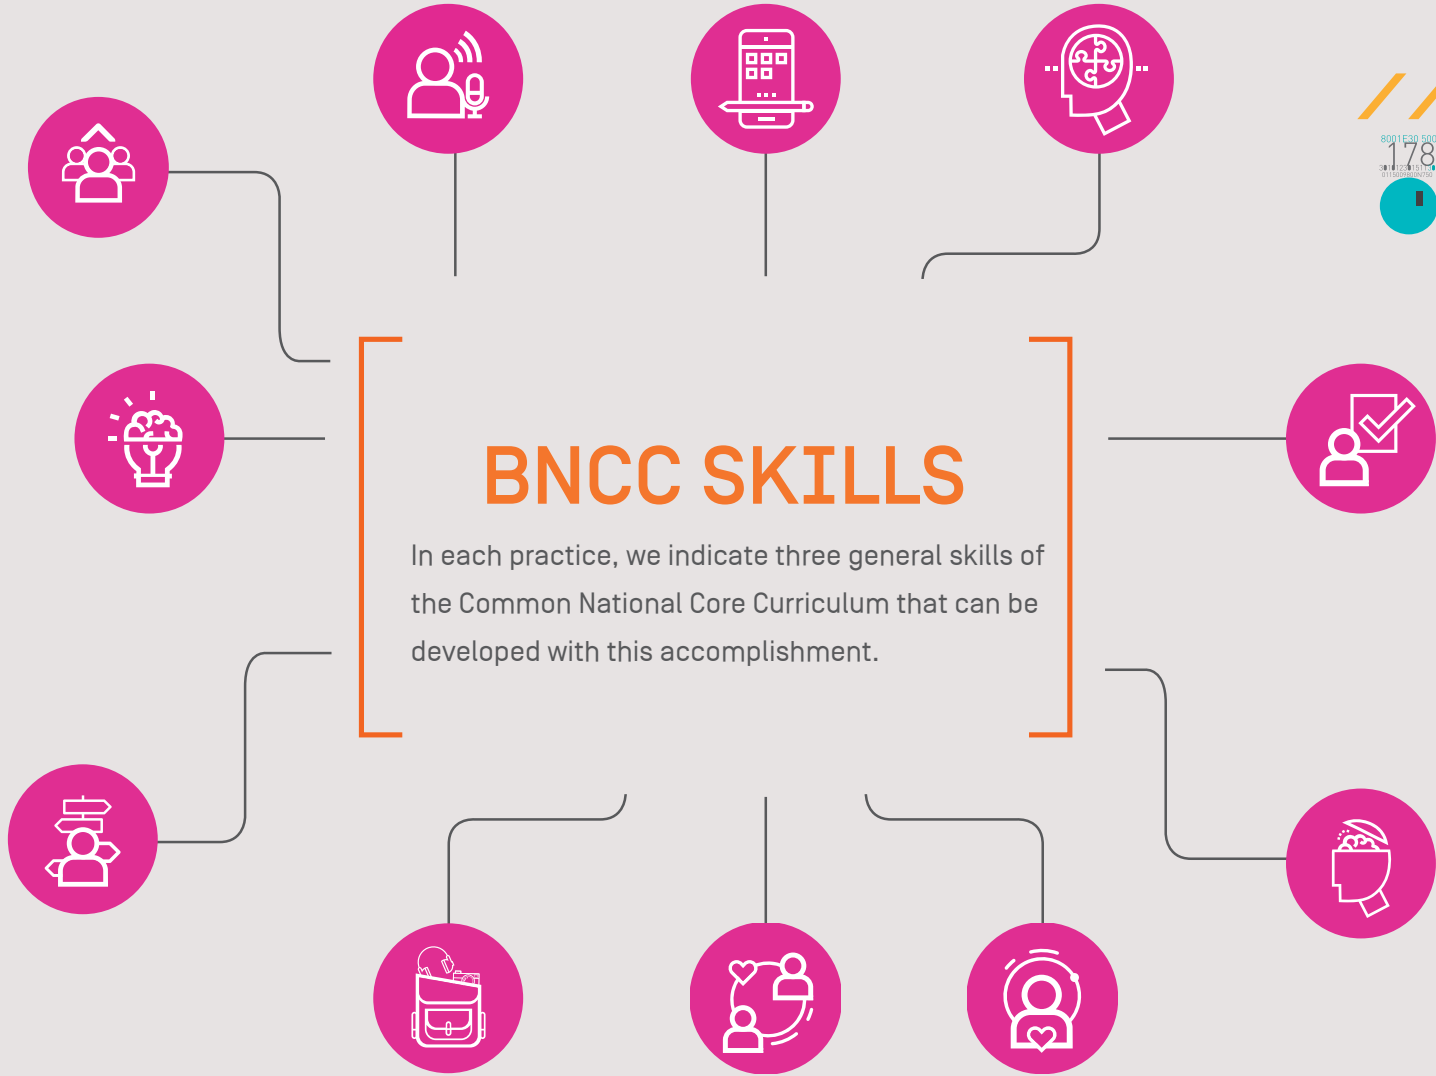 178
BNCC SKILLS
In each practice, we indicate three general skills of
the Common National Core Curriculum that can be
developed with this accomplishment.